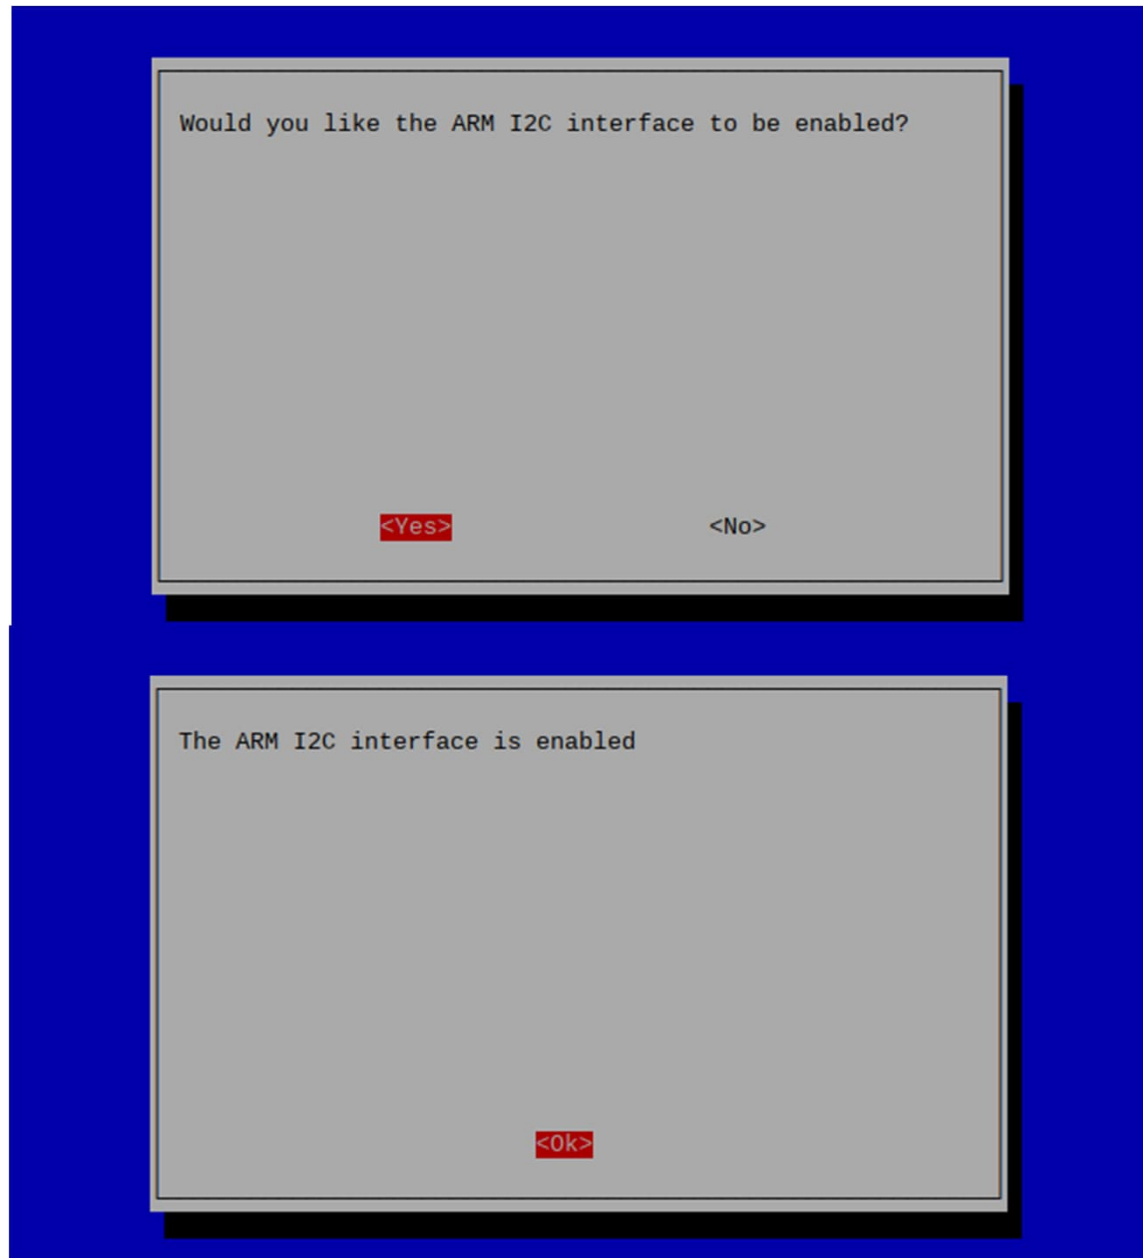 Would you like the ARM I2C interface to be enabled?
<Yes> <No>
The ARM I2C interface is enabled
<Ok>